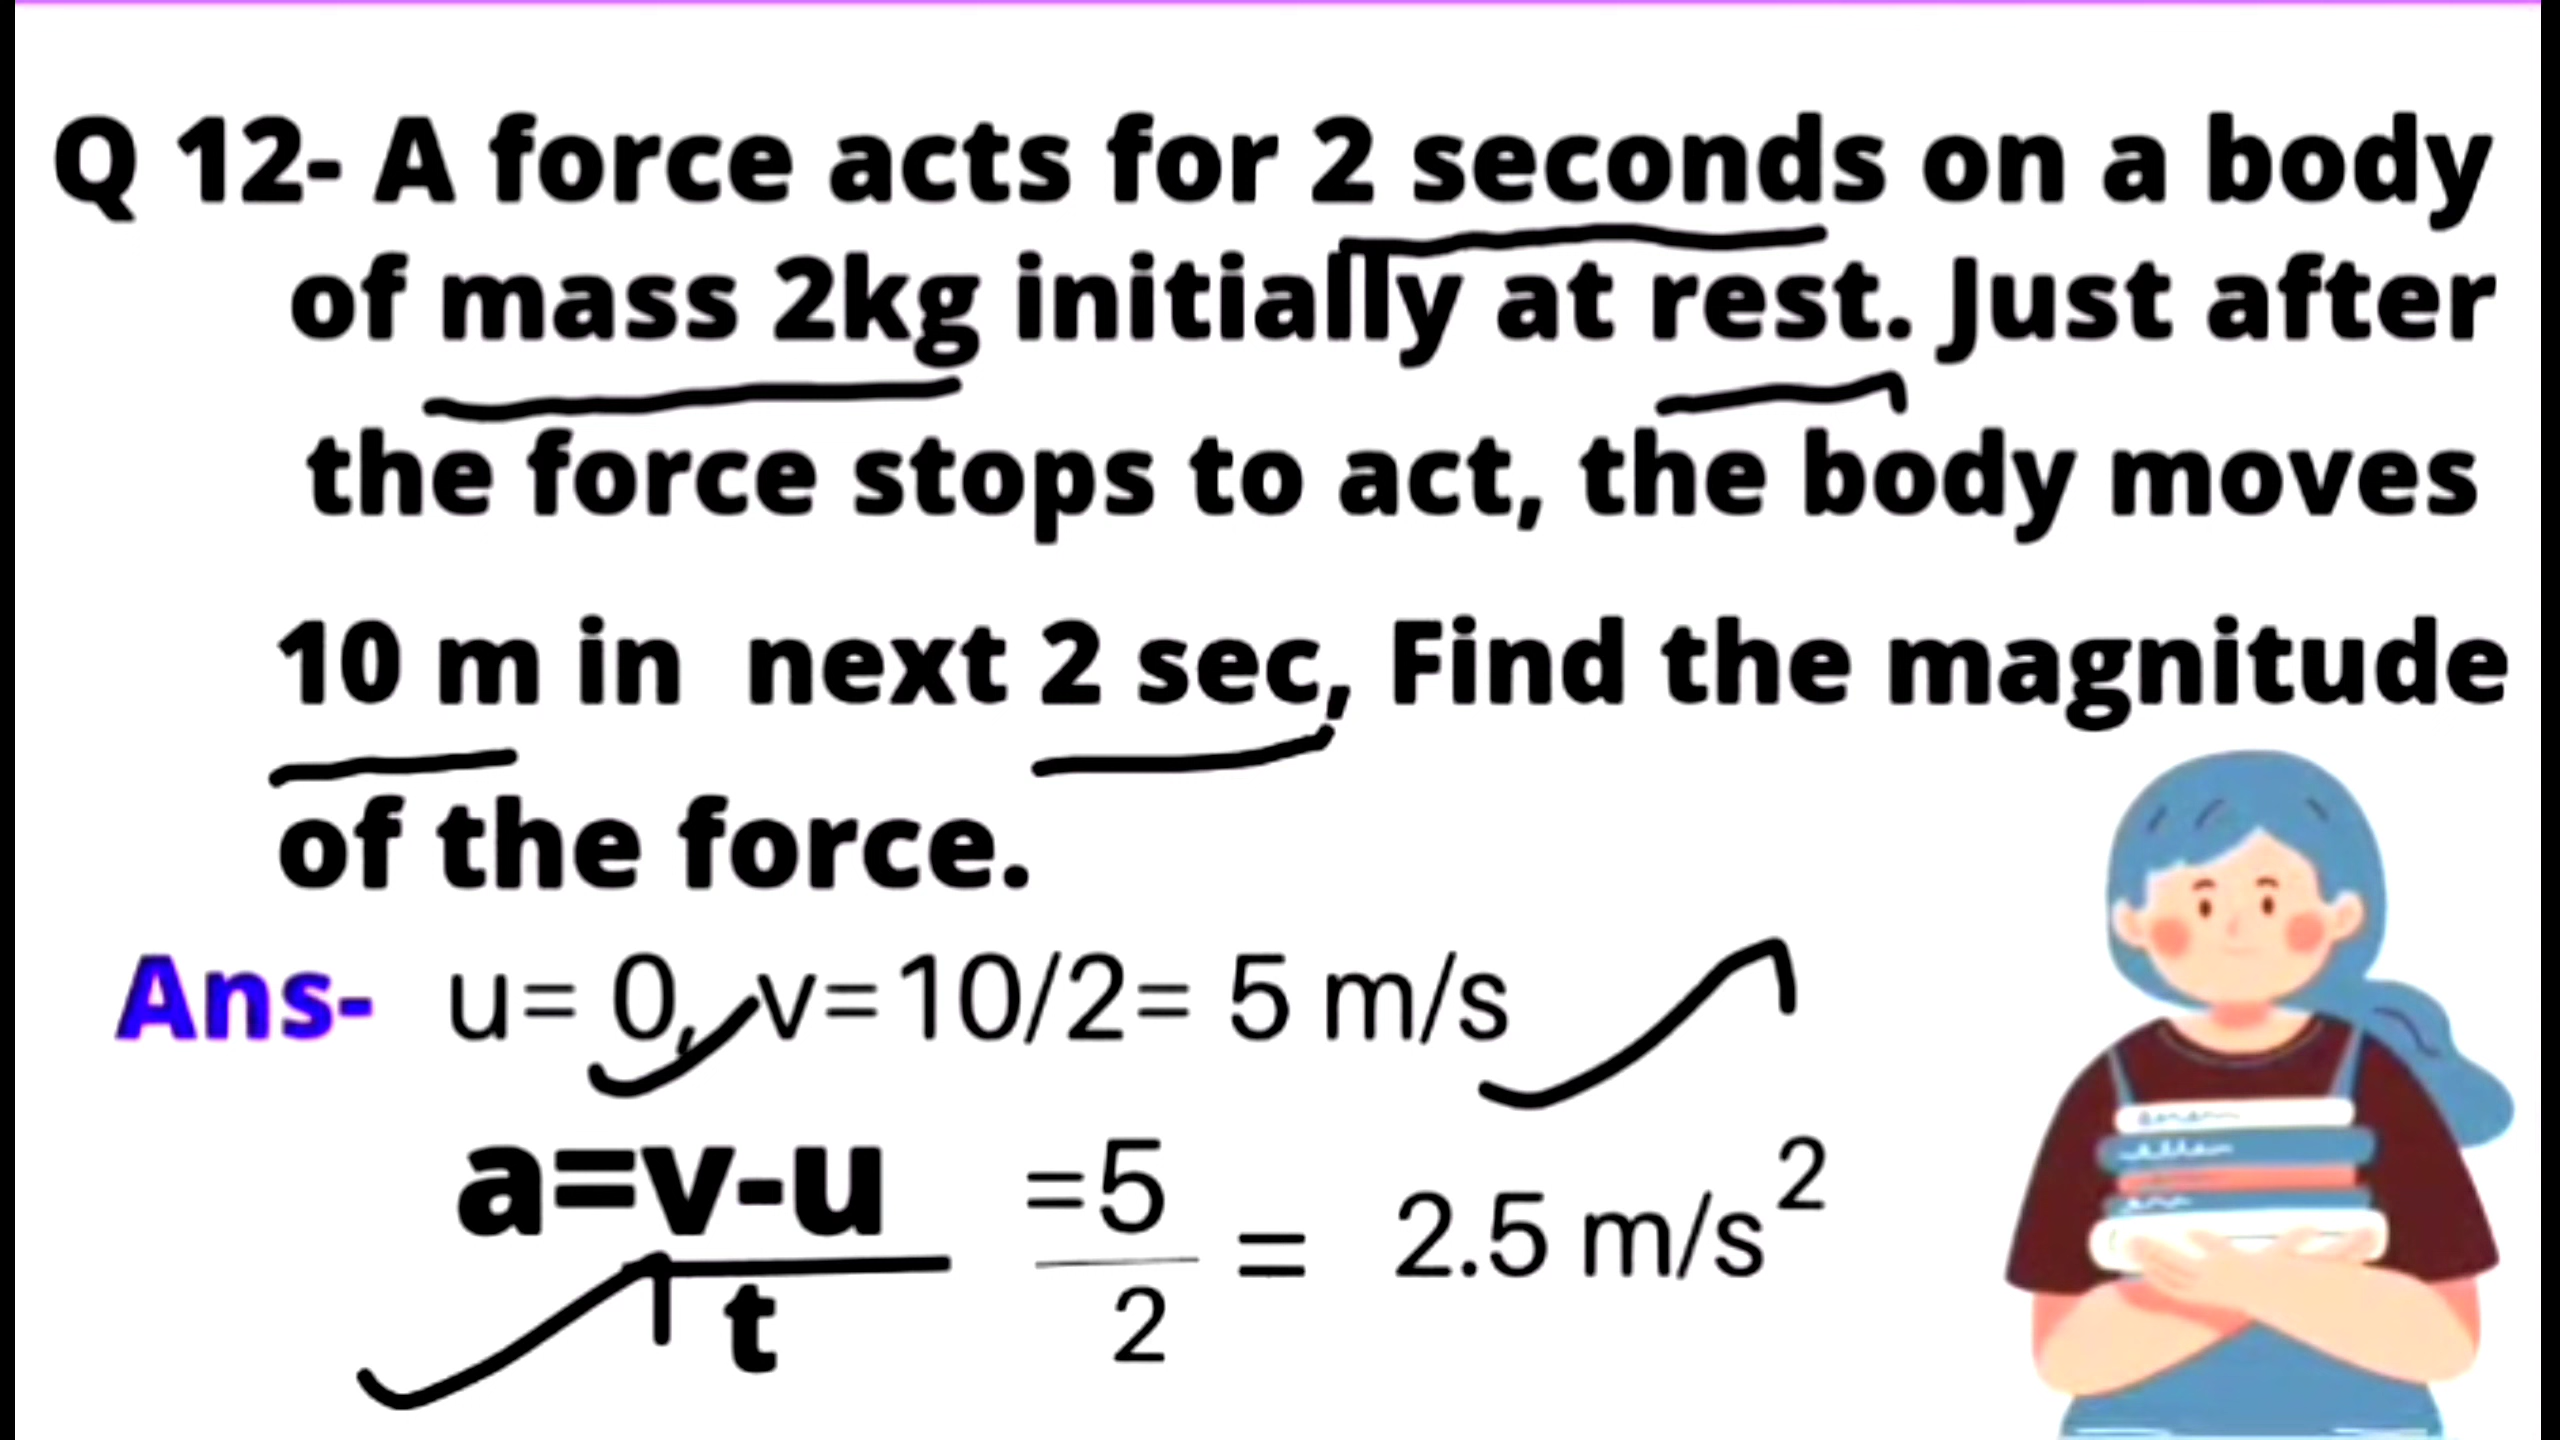 Q 12- A force acts for 2 seconds on a body
of mass 2kg initially at rest. Just after
the force stops to act, the body moves
10 m in next 2 sec, Find the magnitude
of the force.
Ans- u= 0, v=10/2= 5 m/s
a=v-u =5 = 2.5 m/s²
t 2